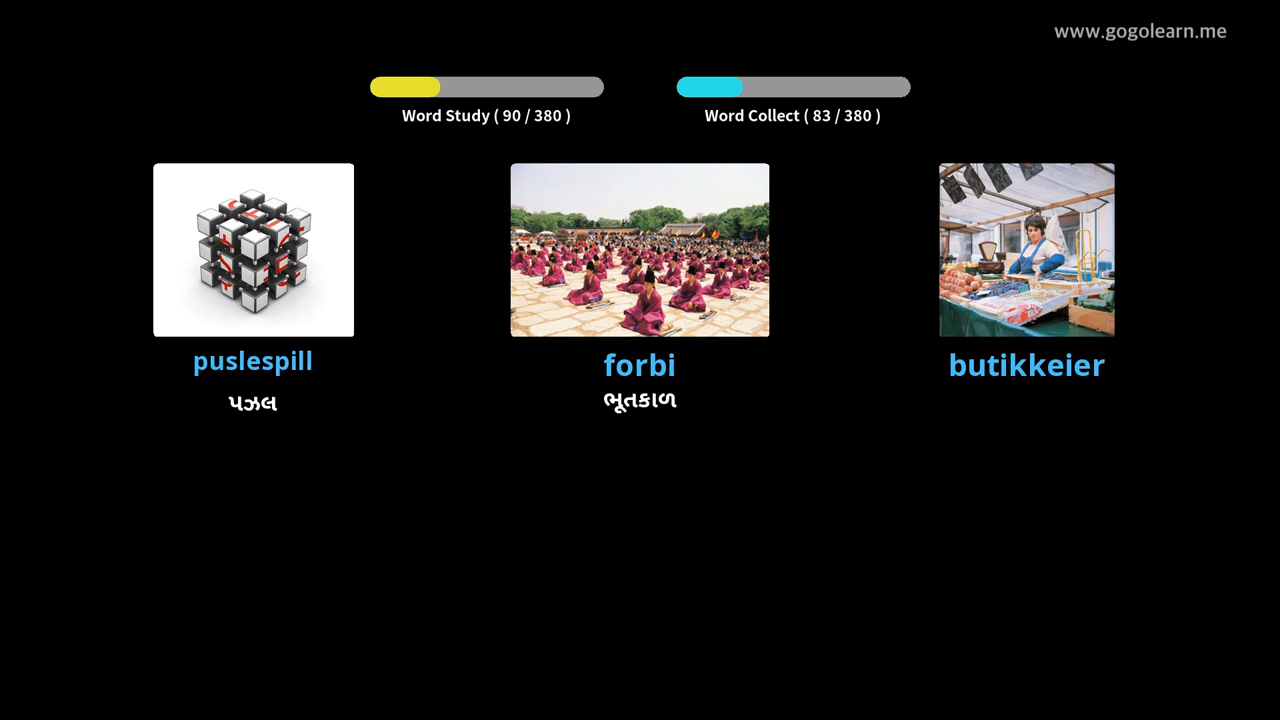 www.gogolearn.me
Word Study ( 90 / 380 )
Word Collect ( 83 / 380 )
puslespill
forbi
butikkeier
પઝલ
ભૂતકાળ